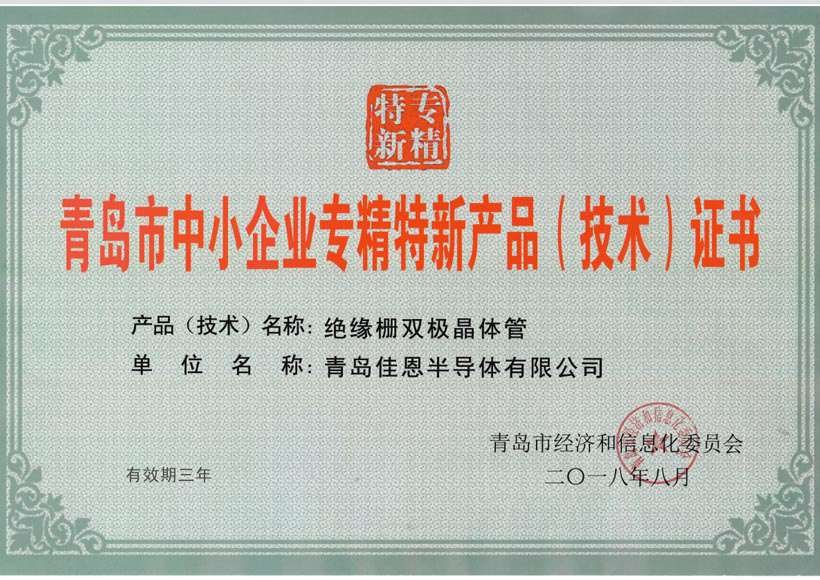 专精
特新
青岛市中小企业专精特新产品（技术）证书
产品（技术）名称：绝缘栅双极晶体管
单位名称：青岛佳恩半导体有限公司
青岛市经济和信息化委员会
二〇一八年八月
有效期三年